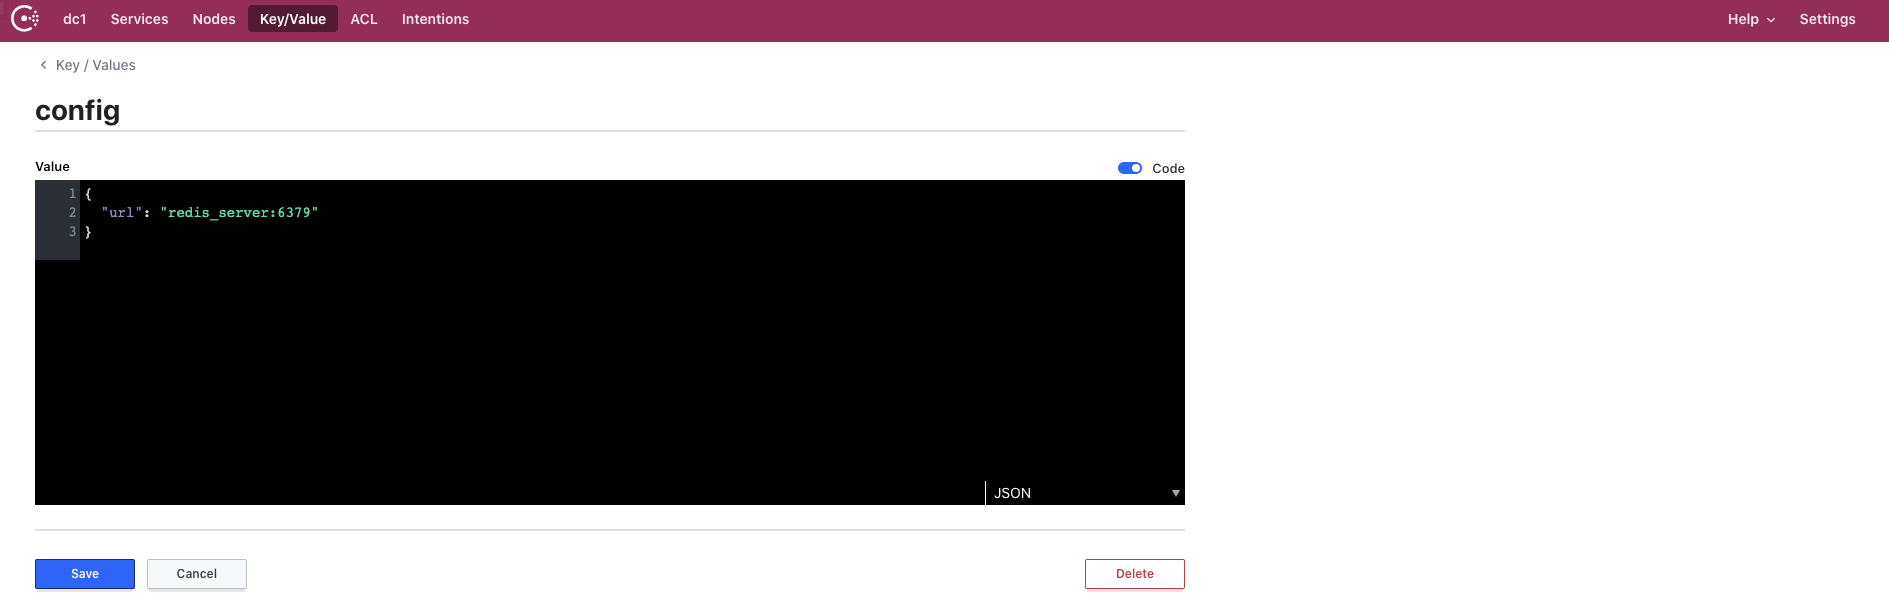 dc1 Services Nodes Key/Value ACL Intentions Help Settings
Key / Values
config
Value Code
1 {
2 "url": "redis_server:6379"
3 }
JSON
Save Cancel Delete